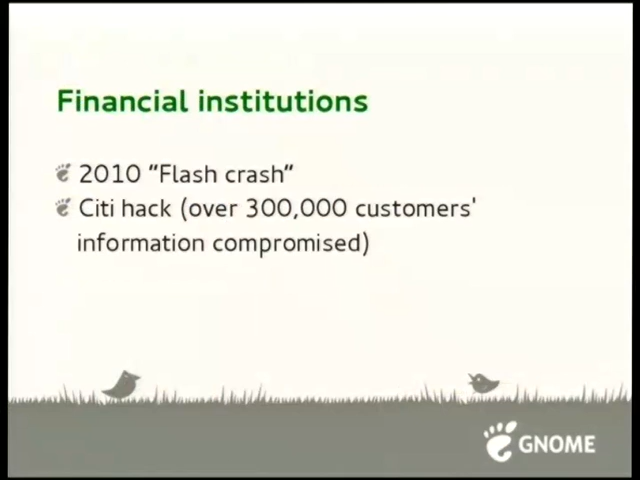 Financial institutions
2010 “Flash crash“
Citi hack (over 300,000 customers'
information compromised)
GNOME